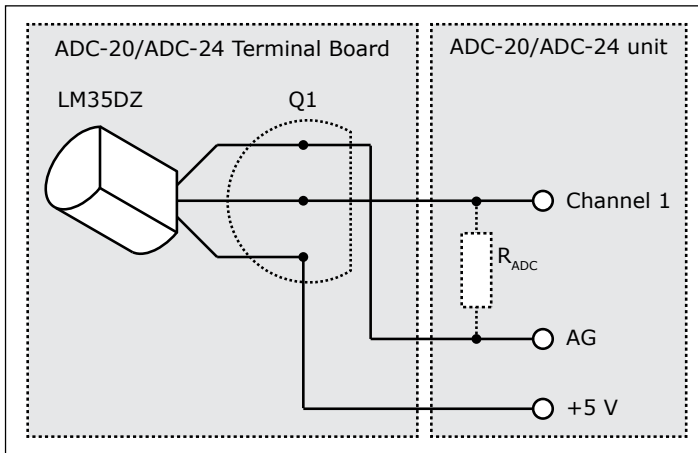 ADC-20/ADC-24 Terminal Board
ADC-20/ADC-24 unit
LM35DZ
Q1
Channel 1
RADC
AG
+5 V